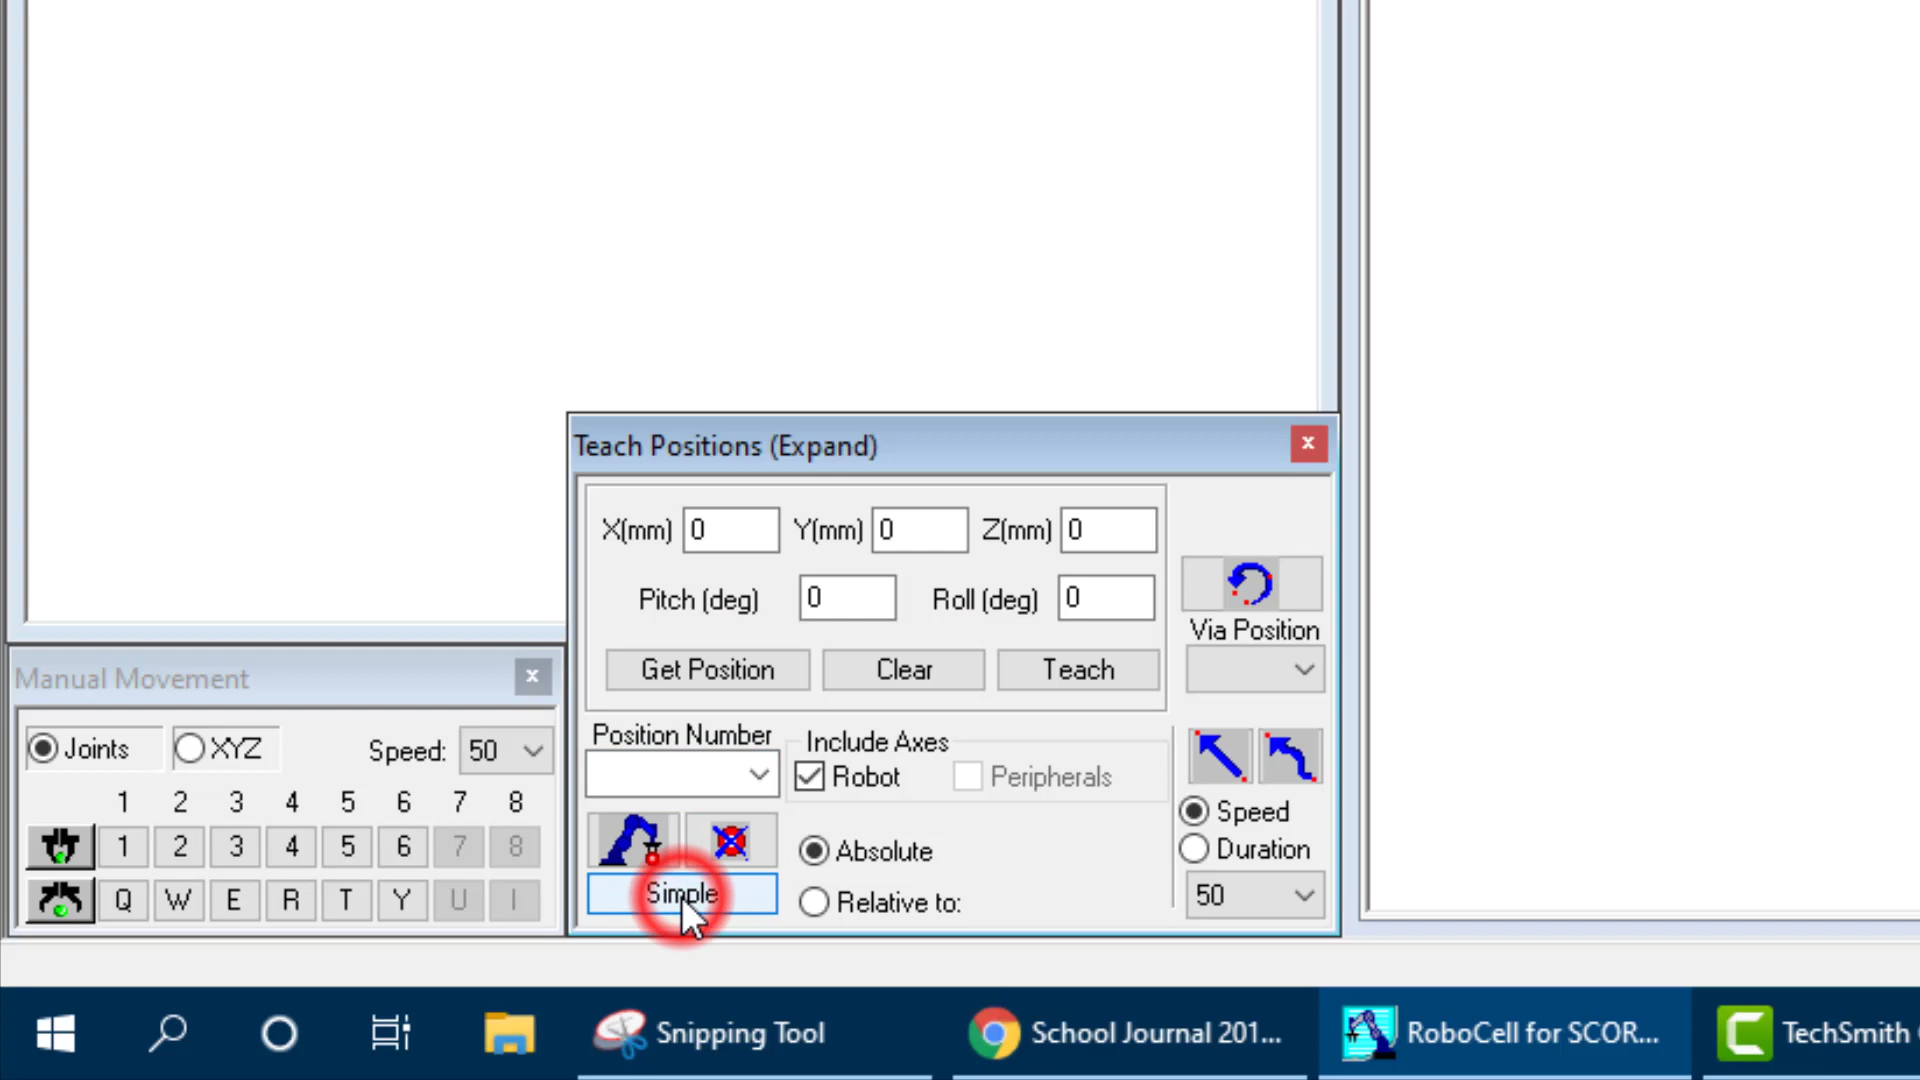 Teach Positions (Expand)
x
X(mm) 0 Y(mm) 0 Z(mm) 0
Pitch (deg) 0 Roll (deg) 0
Get Position Clear Teach
Via Position
Position Number
Include Axes
Robot Peripherals
Absolute
Simple
Relative to:
Speed
Duration
50
Manual Movement
x
Joints XYZ Speed: 50
1 2 3 4 5 6 7 8
1 2 3 4 5 6 7 8
Q W E R T Y U I
Snipping Tool
School Journal 201...
RoboCell for SCOR...
TechSmith